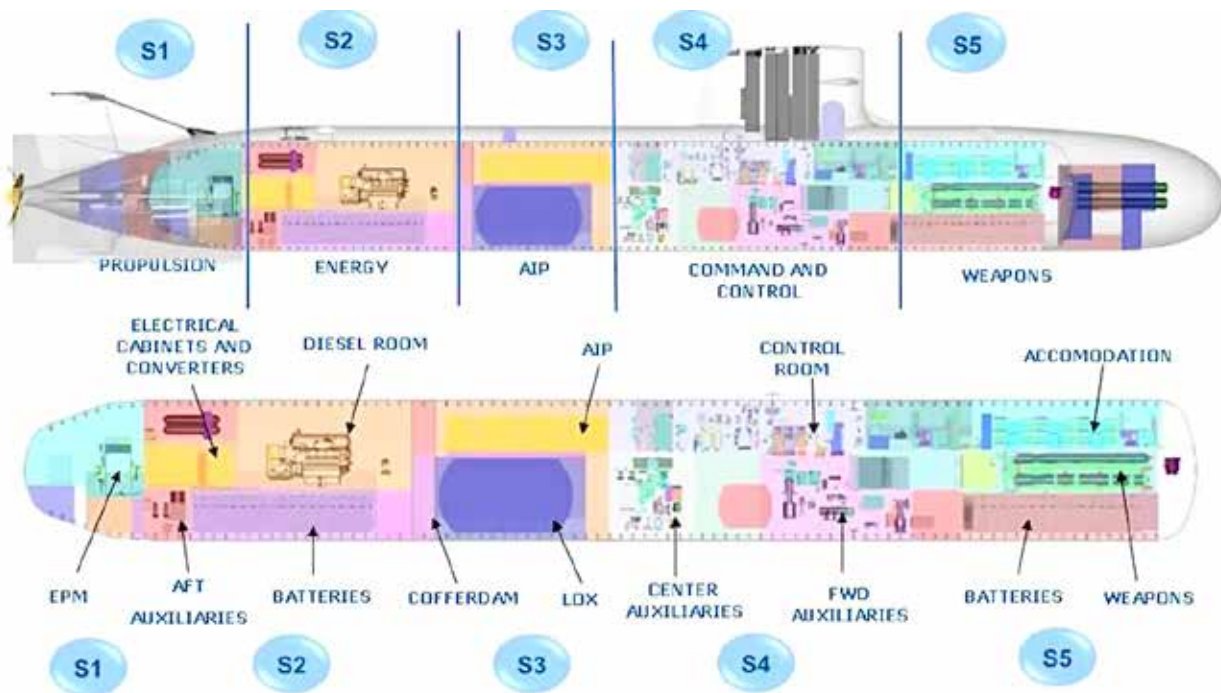 S1
S2
S3
S4
S5
PROPULSION
ENERGY
AIP
COMMAND AND
CONTROL
WEAPONS
ELECTRICAL
CABINETS AND
CONVERTERS
DIESEL ROOM
AIP
CONTROL
ROOM
ACCOMODATION
EPM
AFT
AUXILIARIES
BATTERIES
COFFERDAM
LOX
CENTER
AUXILIARIES
FWD
AUXILIARIES
BATTERIES
WEAPONS
S1
S2
S3
S4
S5